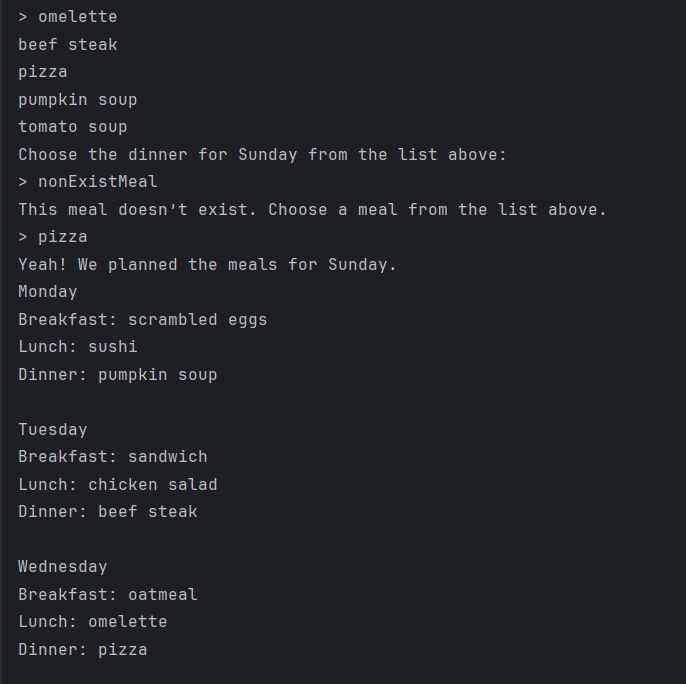 > omelette
beef steak
pizza
pumpkin soup
tomato soup
Choose the dinner for Sunday from the list above:
> nonExistMeal
This meal doesn’t exist. Choose a meal from the list above.
> pizza
Yeah! We planned the meals for Sunday.
Monday
Breakfast: scrambled eggs
Lunch: sushi
Dinner: pumpkin soup
Tuesday
Breakfast: sandwich
Lunch: chicken salad
Dinner: beef steak
Wednesday
Breakfast: oatmeal
Lunch: omelette
Dinner: pizza